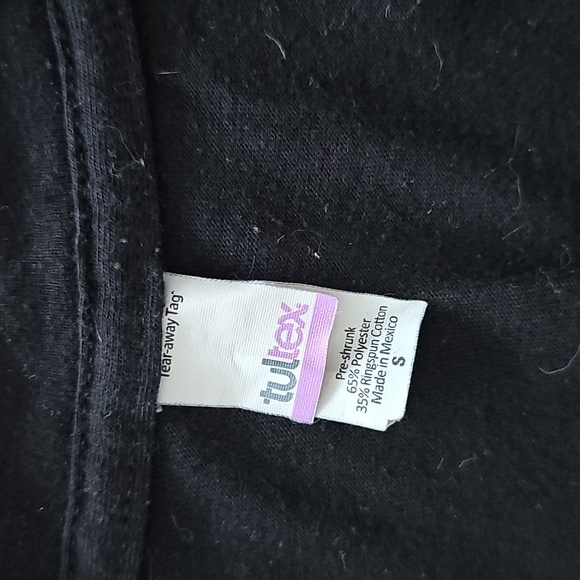 Tear-away Tag
tultex
Pre-shrunk
65% Polyester
35% Ringspun Cotton
Made in Mexico
S